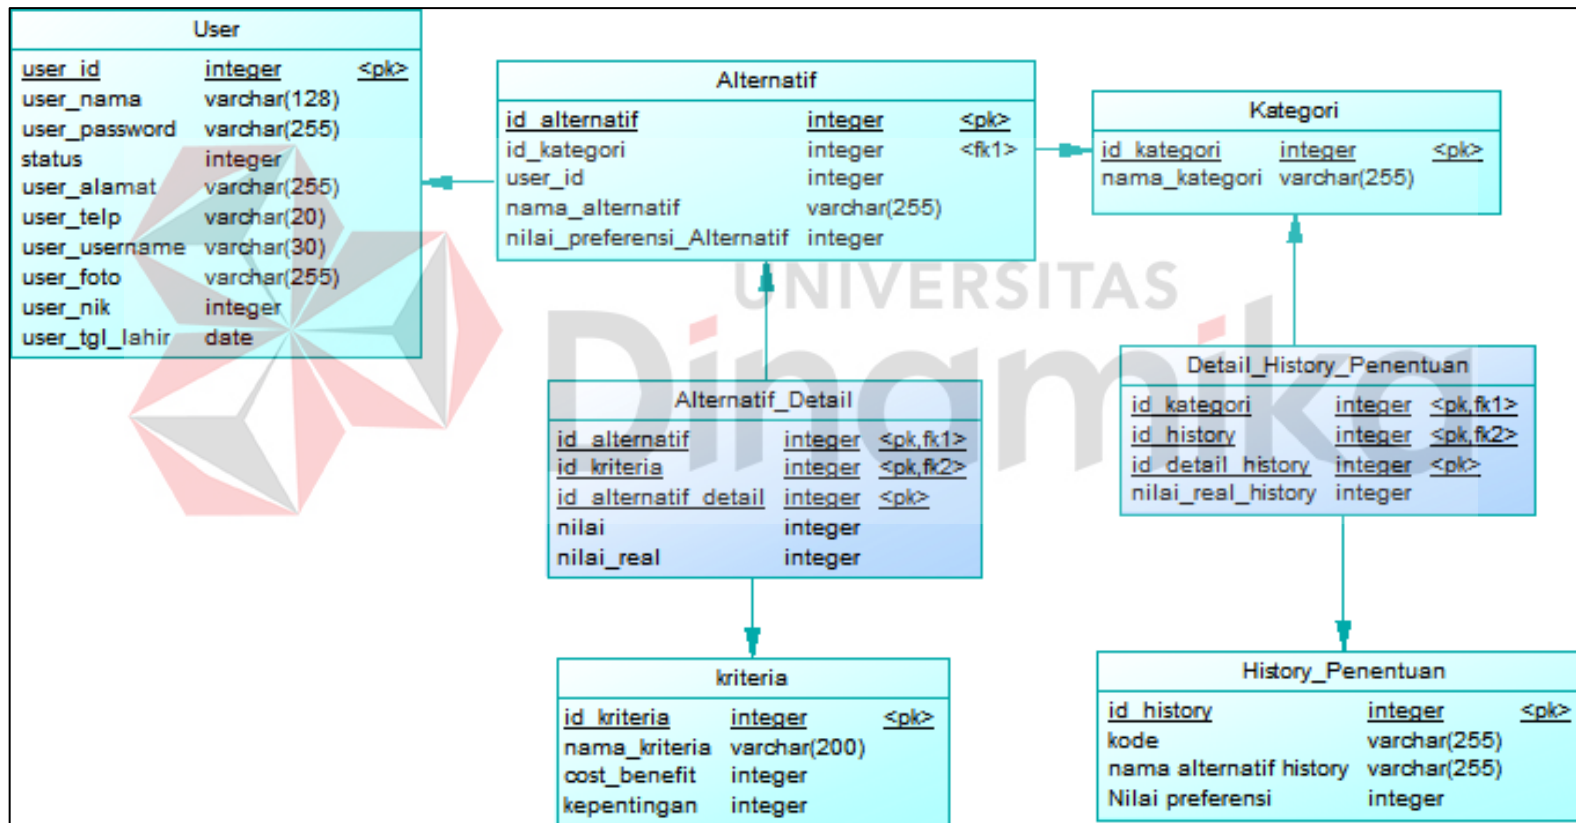 User
user_id integer <pk>
user_nama varchar(128)
user_password varchar(255)
status integer
user_alamat varchar(255)
user_telp varchar(20)
user_username varchar(30)
user_foto varchar(255)
user_nik integer
user_tgl_lahir date
Alternatif
id_alternatif integer <pk>
id_kategori integer <fk1>
user_id integer
nama_alternatif varchar(255)
nilai_preferensi_Alternatif integer
Kategori
id_kategori integer <pk>
nama_kategori varchar(255)
UNIVERSITAS
Dinamika
Alternatif_Detail
id_alternatif integer <pk,fk1>
id_kriteria integer <pk,fk2>
id_alternatif_detail integer <pk>
nilai integer
nilai_real integer
Detail_History_Penentuan
id_kategori integer <pk,fk1>
id_history integer <pk,fk2>
id_detail_history integer <pk>
nilai_real_history integer
kriteria
id_kriteria integer <pk>
nama_kriteria varchar(200)
cost_benefit integer
kepentingan integer
History_Penentuan
id_history integer <pk>
kode varchar(255)
nama alternatif history varchar(255)
Nilai preferensi integer